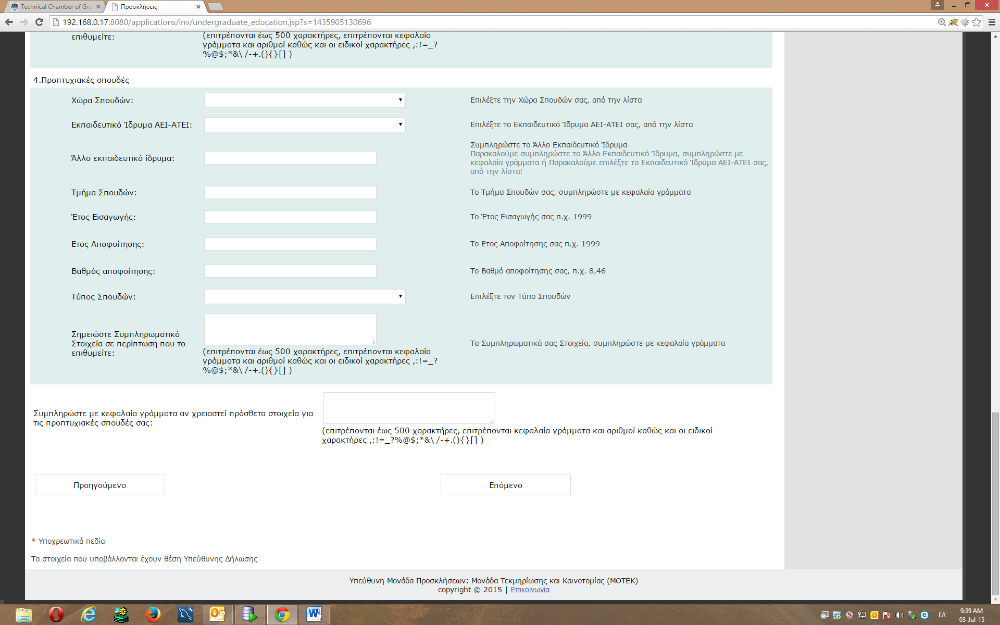 Technical Chamber of Gre
Προσκλήσεις
192.168.0.17:8080/applications/inv/undergraduate_education.jsp?s=1435905130696
επιθυμείτε:
(επιτρέπονται έως 500 χαρακτήρες, επιτρέπονται κεφαλαία
γράμματα και αριθμοί καθώς και οι ειδικοί χαρακτήρες ,:!=_?
%@$;*&\ /-+.(){}[] )
4.Προπτυχιακές σπουδές
Χώρα Σπουδών:
Επιλέξτε την Χώρα Σπουδών σας, από την λίστα
Εκπαιδευτικό Ίδρυμα ΑΕΙ-ΑΤΕΙ:
Επιλέξτε το Εκπαιδευτικό Ίδρυμα ΑΕΙ-ΑΤΕΙ σας, από την λίστα
Άλλο εκπαιδευτικό ίδρυμα:
Συμπληρώστε το Άλλο Εκπαιδευτικό Ίδρυμα
Παρακαλούμε συμπληρώστε το Άλλο Εκπαιδευτικό Ίδρυμα, συμπληρώστε με
κεφαλαία γράμματα ή Παρακαλούμε επιλέξτε το Εκπαιδευτικό Ίδρυμα ΑΕΙ-ΑΤΕΙ σας,
από την λίστα!
Τμήμα Σπουδών:
Το Τμήμα Σπουδών σας, συμπληρώστε με κεφαλαία γράμματα
Έτος Εισαγωγής:
Το Έτος Εισαγωγής σας π.χ. 1999
Ετος Αποφοίτησης:
Το Ετος Αποφοίτησης σας π.χ. 1999
Βαθμός αποφοίτησης:
Το Βαθμό αποφοίτησης σας, π.χ. 8,46
Τύπος Σπουδών:
Επιλέξτε τον Τύπο Σπουδών
Σημειώστε Συμπληρωματικά
Στοιχεία σε περίπτωση που το
επιθυμείτε:
(επιτρέπονται έως 500 χαρακτήρες, επιτρέπονται κεφαλαία
γράμματα και αριθμοί καθώς και οι ειδικοί χαρακτήρες ,:!=_?
%@$;*&\ /-+.(){}[] )
Τα Συμπληρωματικά σας Στοιχεία, συμπληρώστε με κεφαλαία γράμματα
Συμπληρώστε με κεφαλαία γράμματα αν χρειαστεί πρόσθετα στοιχεία για
τις προπτυχιακές σπουδές σας:
(επιτρέπονται έως 500 χαρακτήρες, επιτρέπονται κεφαλαία γράμματα και αριθμοί καθώς και οι ειδικοί
χαρακτήρες ,:!=_?%@$;*&\ /-+.(){}[] )
Προηγούμενο
Επόμενο
* Υποχρεωτικά πεδία
Τα στοιχεία που υποβάλλονται έχουν θέση Υπεύθυνης Δήλωσης
Υπεύθυνη Μονάδα Προσκλήσεων: Μονάδα Τεκμηρίωσης και Καινοτομίας (ΜΟΤΕΚ)
copyright © 2015 | Επικοινωνία
ΕΛ
9:39 AM
03-Jul-15